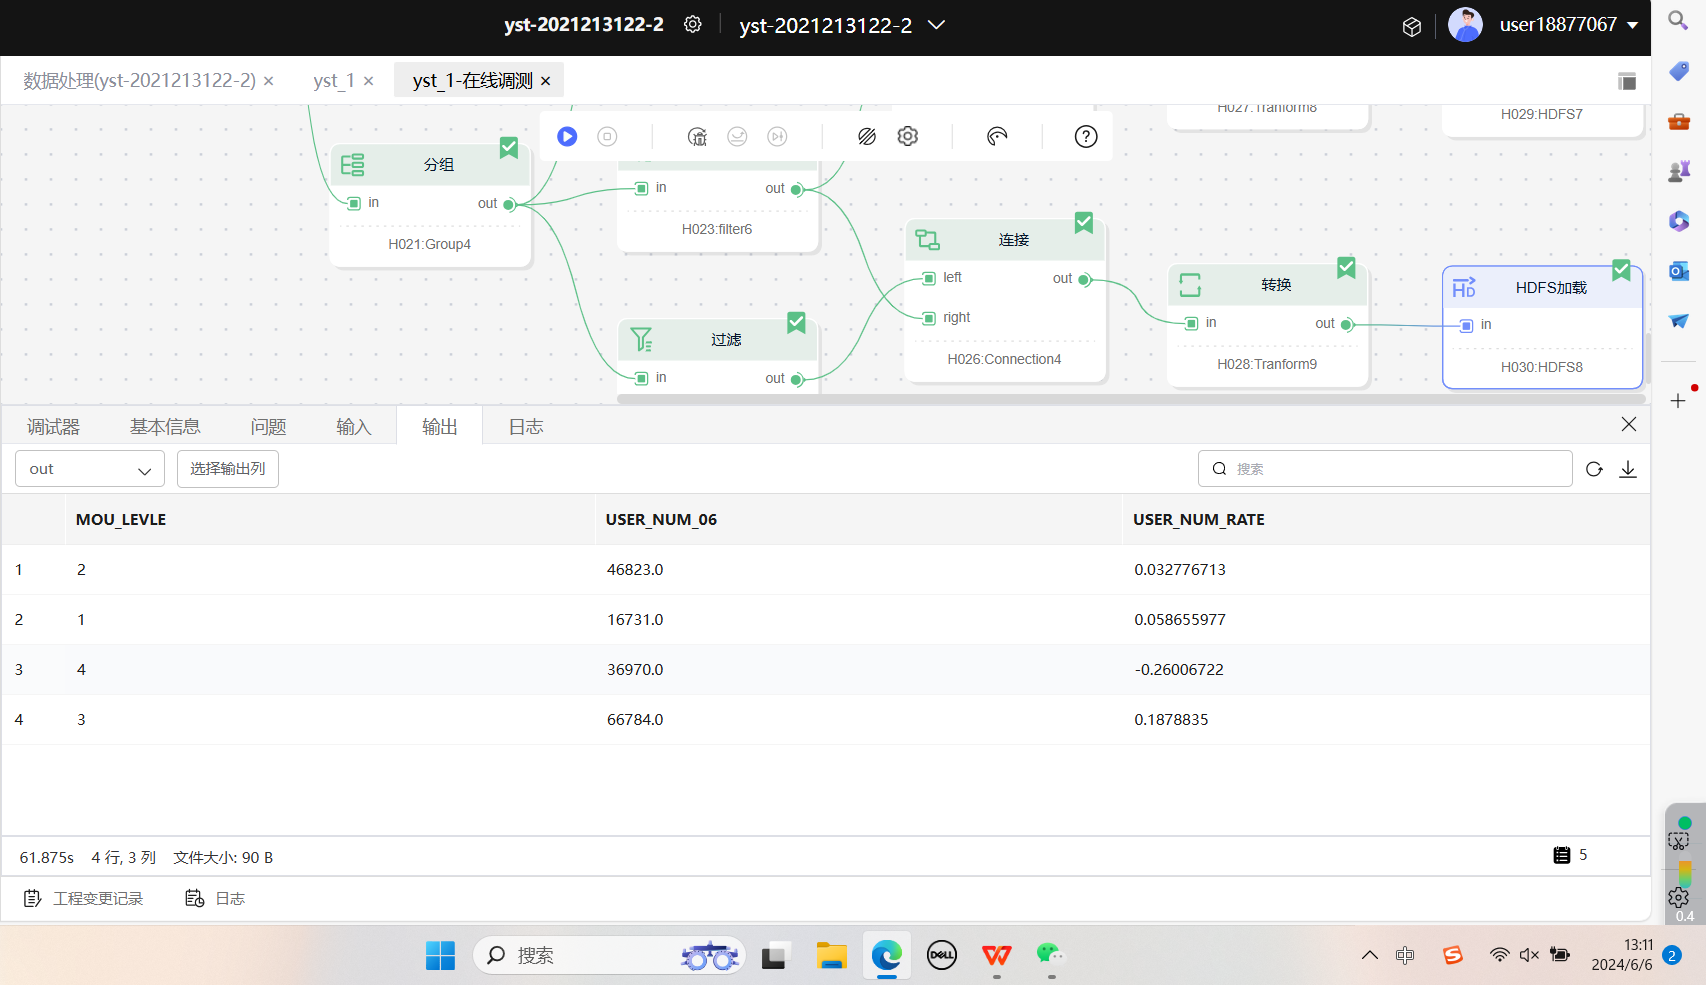 yst-2021213122-2
yst-2021213122-2
user18877067
数据处理(yst-2021213122-2) ×
yst_1 ×
yst_1-在线调测 ×
H027:Tranform8
H029:HDFS7
分组
in
out
H021:Group4
in
out
H023:filter6
连接
left
out
right
H026:Connection4
转换
in
out
H028:Tranform9
HD
HDFS加载
in
H030:HDFS8
过滤
in
out
调试器 基本信息 问题 输入 输出 日志
out
选择输出列
搜索
MOU_LEVLE USER_NUM_06 USER_NUM_RATE
1 2 46823.0 0.032776713
2 1 16731.0 0.058655977
3 4 36970.0 -0.26006722
4 3 66784.0 0.1878835
61.875s 4 行, 3 列 文件大小: 90 B
5
工程变更记录 日志
0.4
搜索
DELL
中
13:11
2024/6/6
2